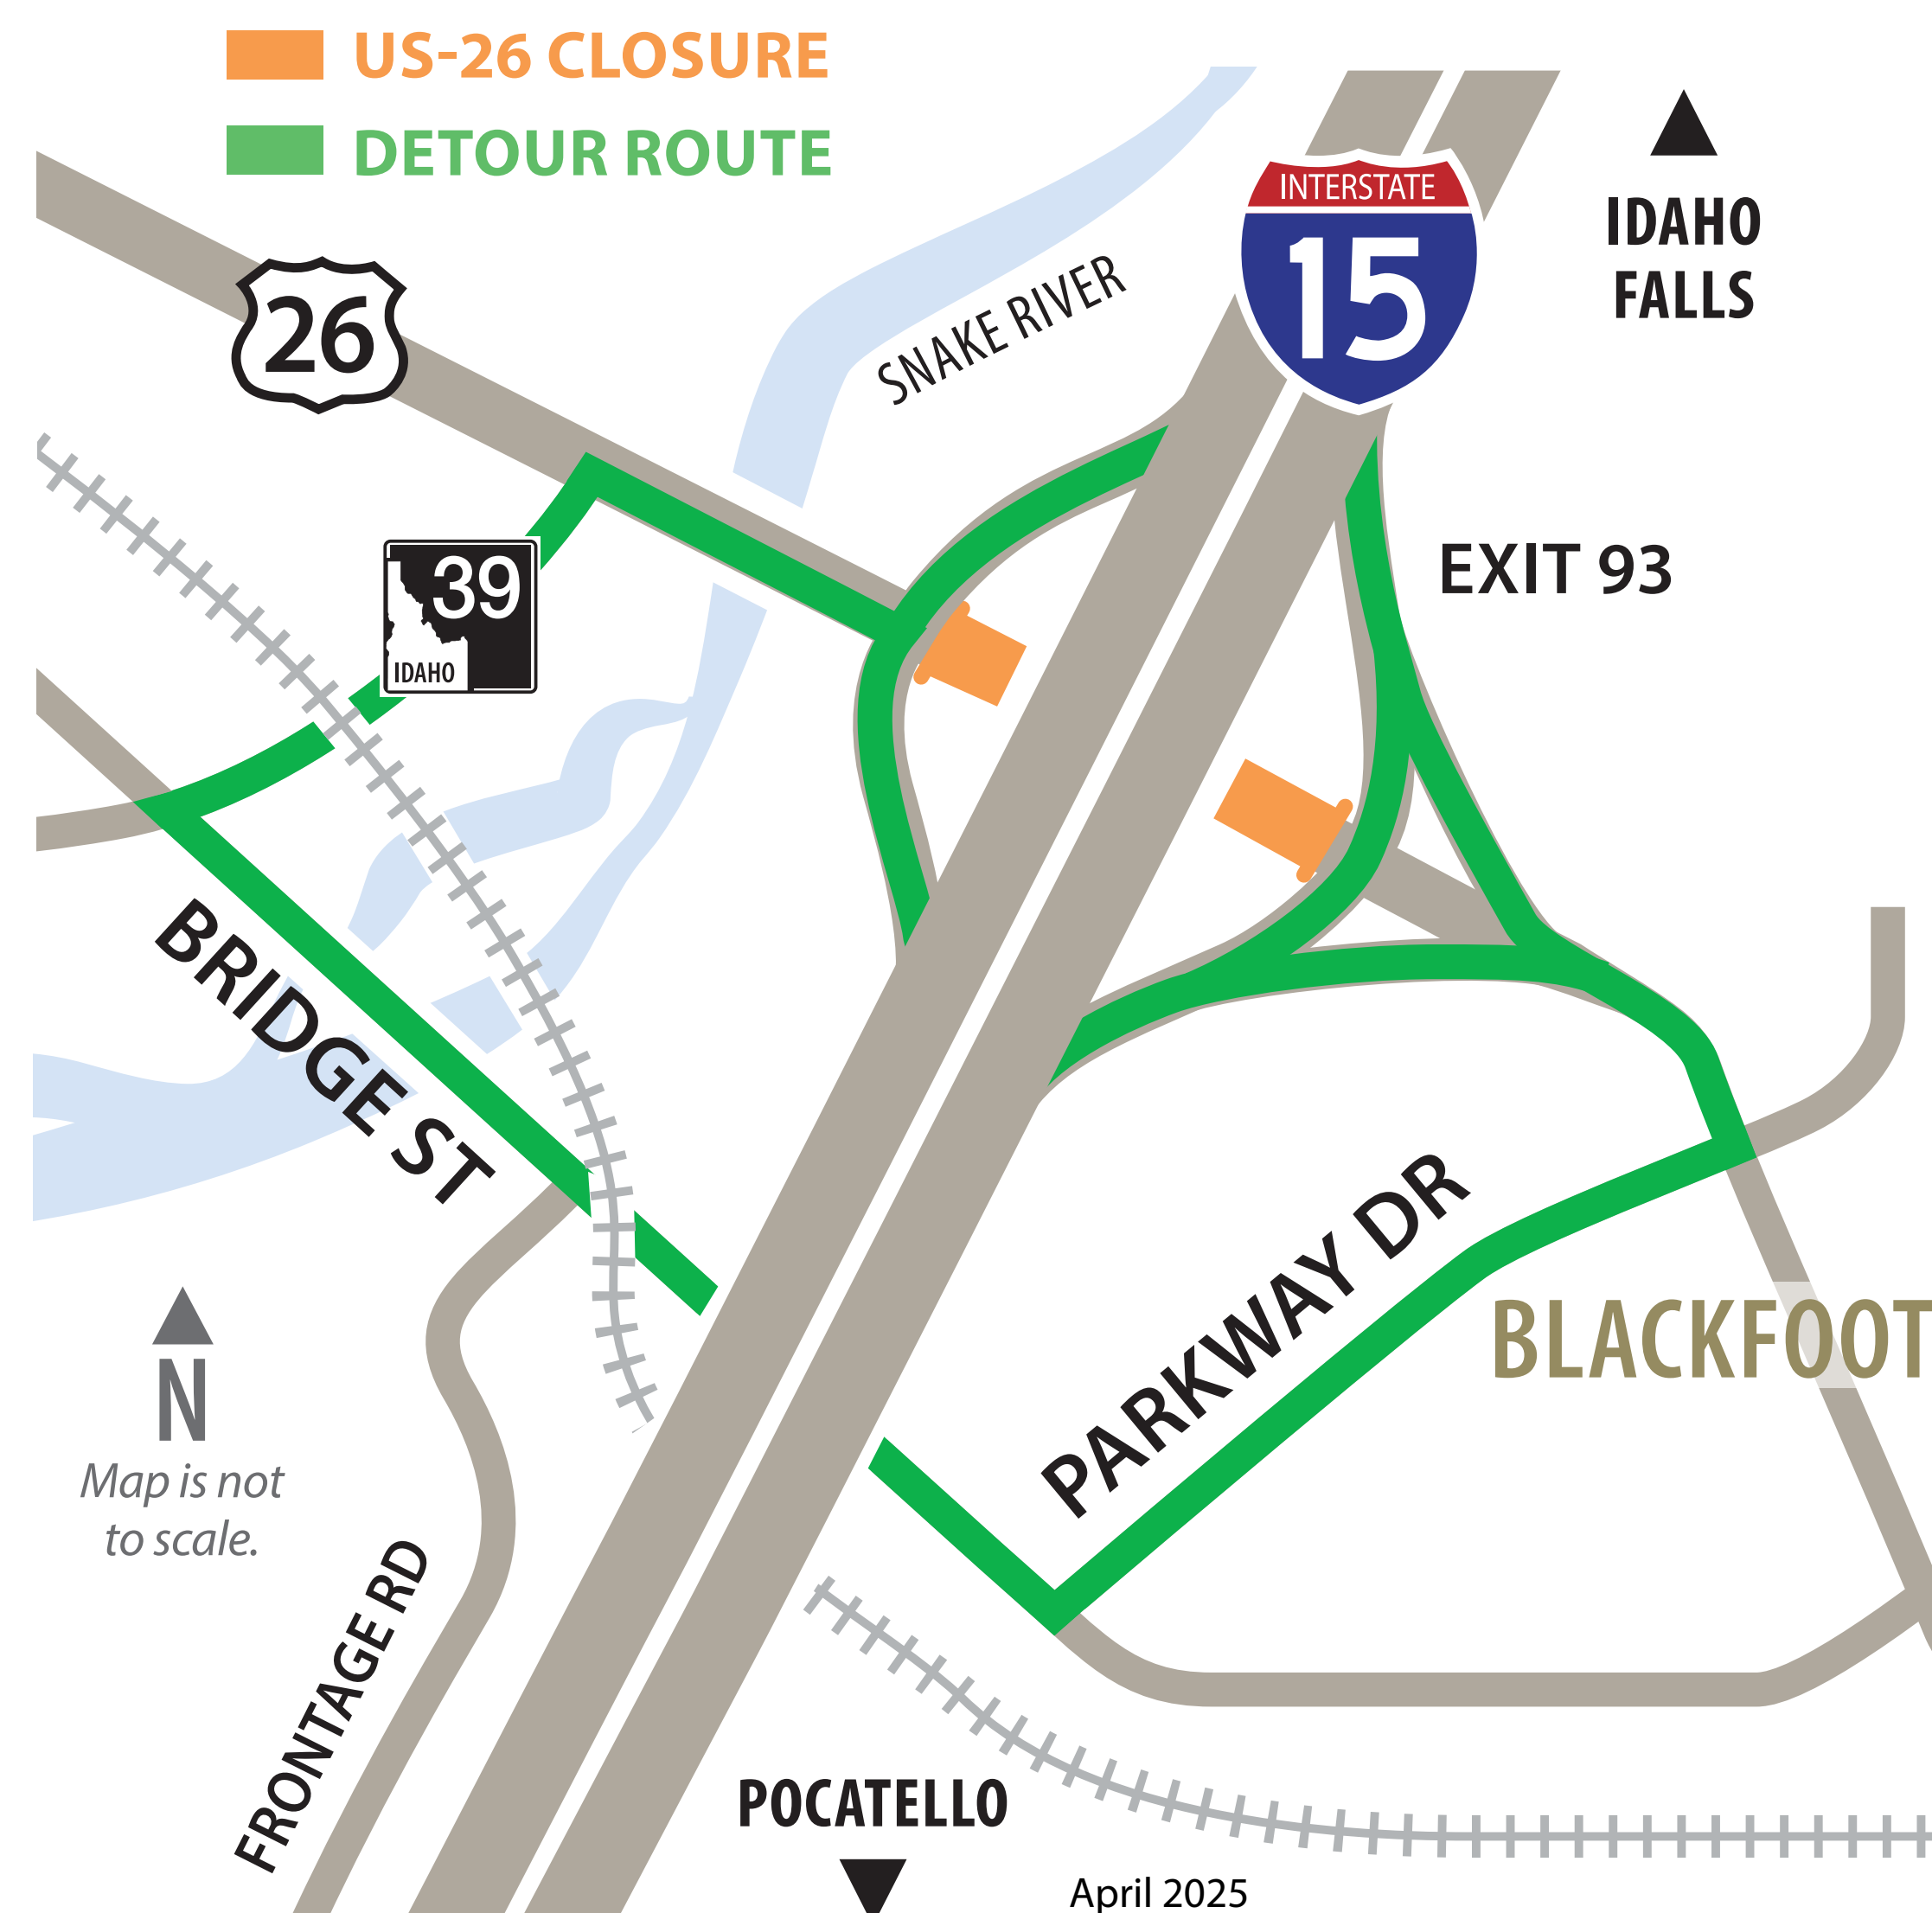 US-26 CLOSURE
DETOUR ROUTE
INTERSTATE
15
IDAHO
FALLS
26
SNAKE RIVER
EXIT 93
39
IDAHO
BRIDGE ST
PARKWAY DR
BLACKFOOT
N
Map is not
to scale.
FRONTAGE RD
POCATELLO
April 2025